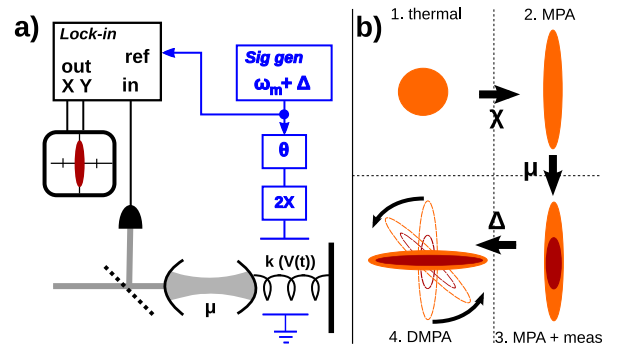 a)
Lock-in
ref
out
X Y
in
Sig gen
ωm + Δ
θ
2X
k (V(t))
μ
b)
1. thermal
2. MPA
χ
μ
Δ
4. DMPA
3. MPA + meas